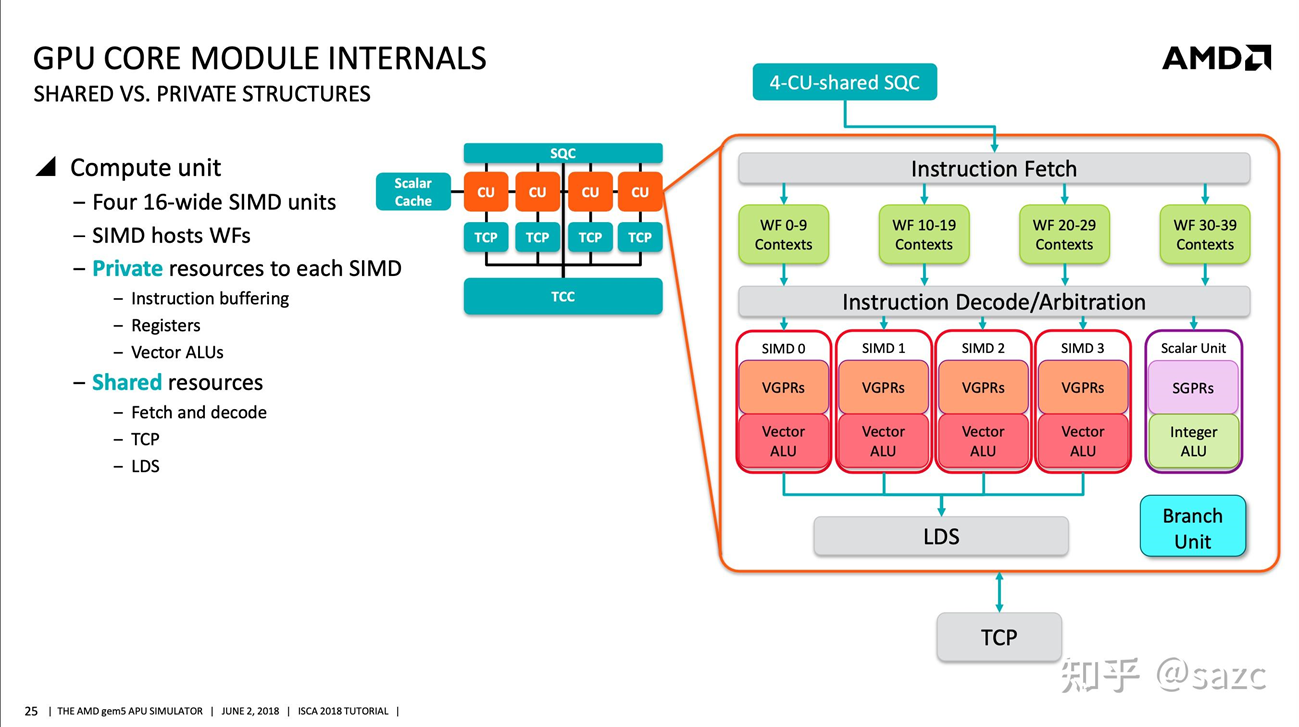 GPU CORE MODULE INTERNALS
SHARED VS. PRIVATE STRUCTURES
AMD
◢ Compute unit
– Four 16-wide SIMD units
– SIMD hosts WFs
– Private resources to each SIMD
– Instruction buffering
– Registers
– Vector ALUs
– Shared resources
– Fetch and decode
– TCP
– LDS
SQC
Scalar
Cache
CU CU CU CU
TCP TCP TCP TCP
TCC
4-CU-shared SQC
Instruction Fetch
WF 0-9 WF 10-19 WF 20-29 WF 30-39
Contexts Contexts Contexts Contexts
Instruction Decode/Arbitration
SIMD 0 SIMD 1 SIMD 2 SIMD 3 Scalar Unit
VGPRs VGPRs VGPRs VGPRs SGPRs
Vector Vector Vector Vector Integer
ALU ALU ALU ALU ALU
LDS
Branch
Unit
TCP
知乎 @sazc
25 | THE AMD gem5 APU SIMULATOR | JUNE 2, 2018 | ISCA 2018 TUTORIAL |